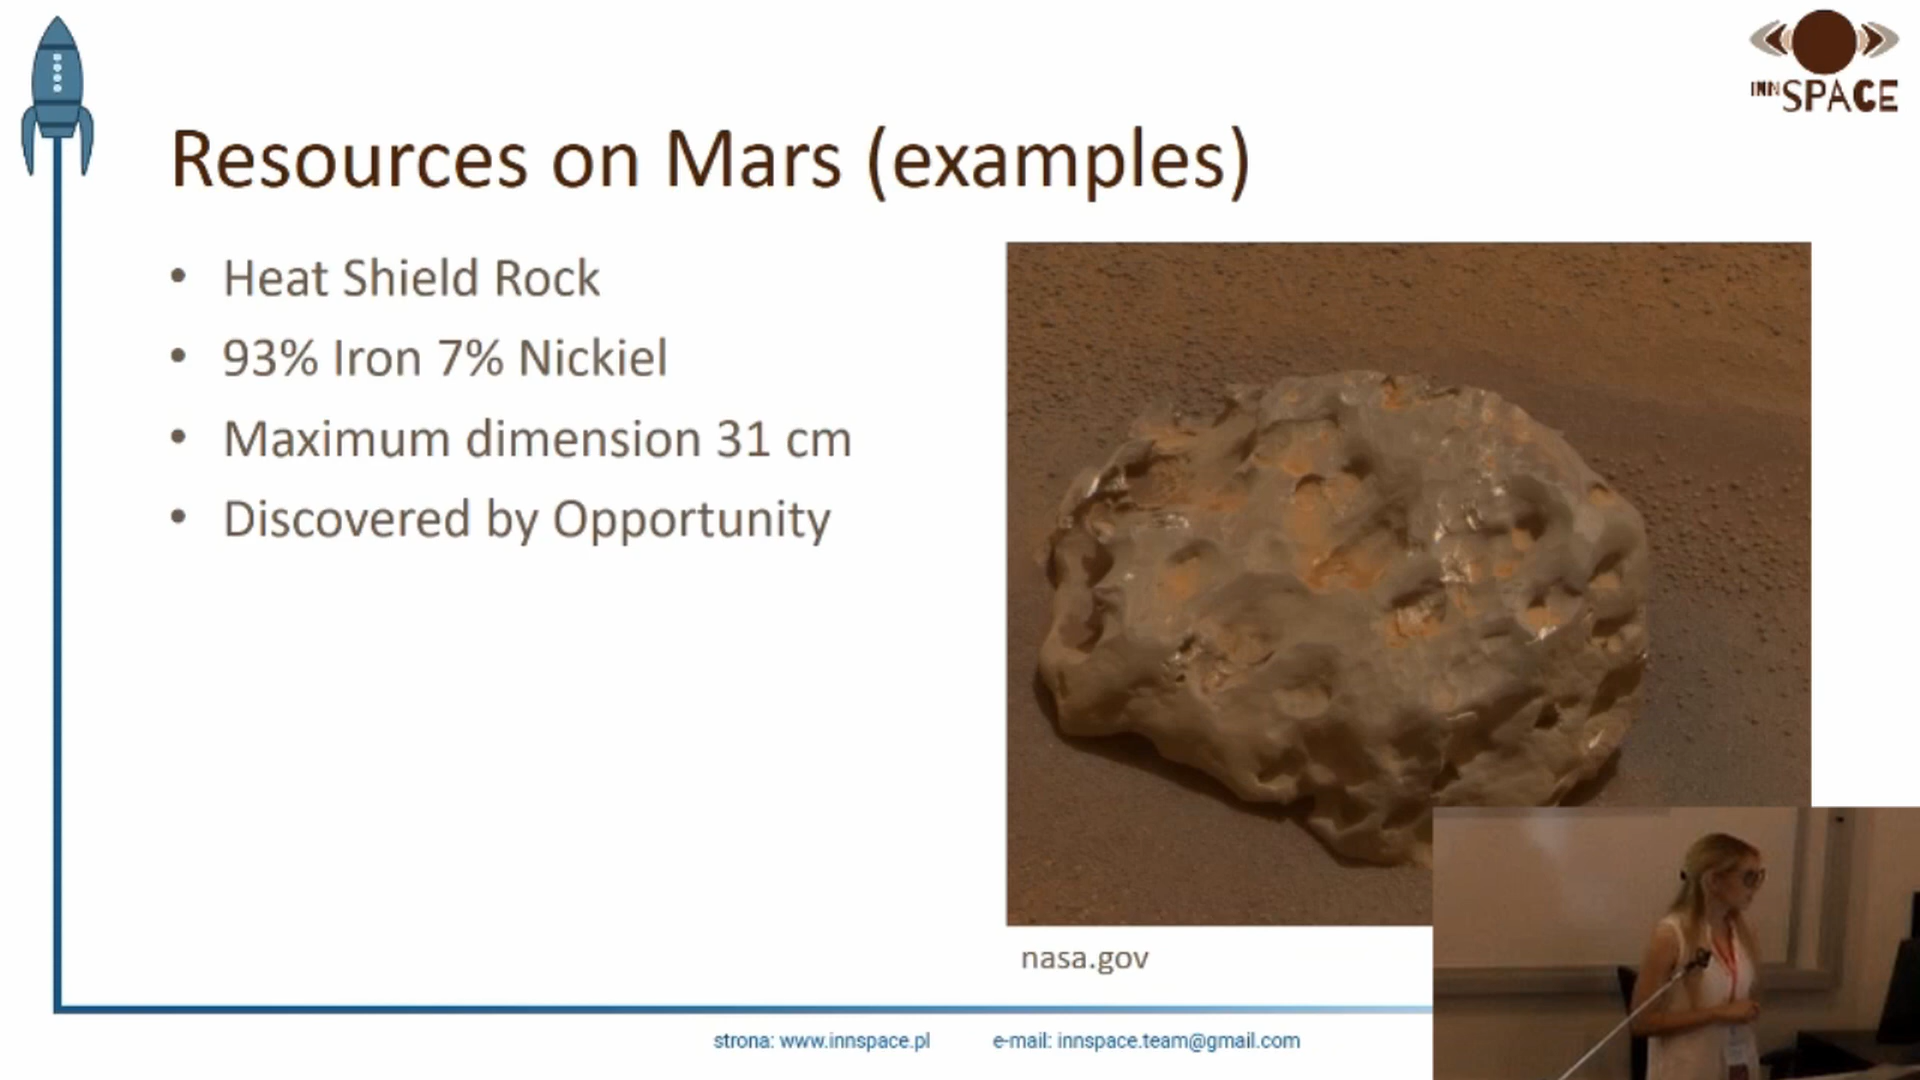 INNSPACE
Resources on Mars (examples)
• Heat Shield Rock
• 93% Iron 7% Nickiel
• Maximum dimension 31 cm
• Discovered by Opportunity
nasa.gov
strona: www.innspace.pl e-mail: innspace.team@gmail.com